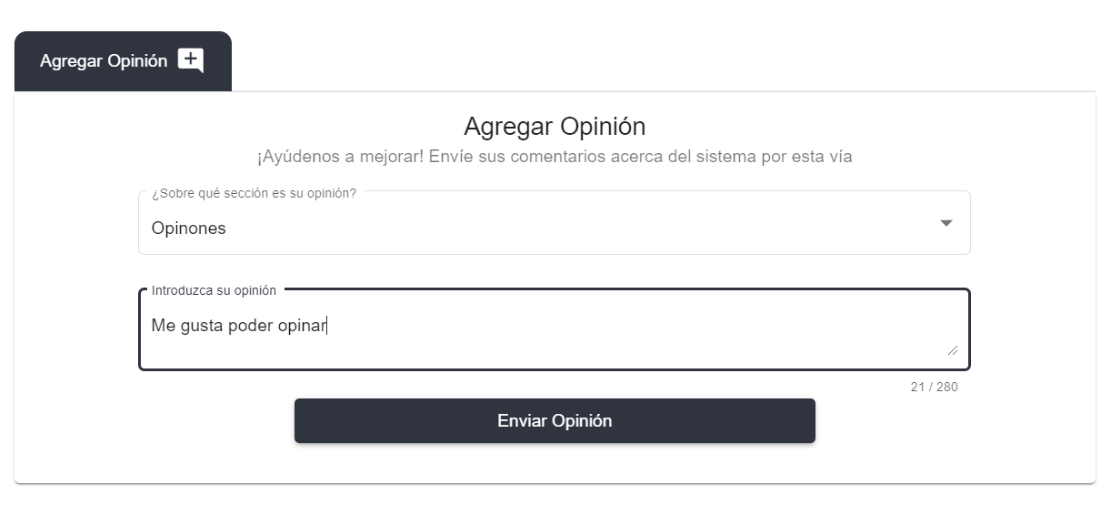 Agregar Opinión
Agregar Opinión
¡Ayúdenos a mejorar! Envíe sus comentarios acerca del sistema por esta vía
¿Sobre qué sección es su opinión?
Opinones
Introduzca su opinión
Me gusta poder opinar
21 / 280
Enviar Opinión